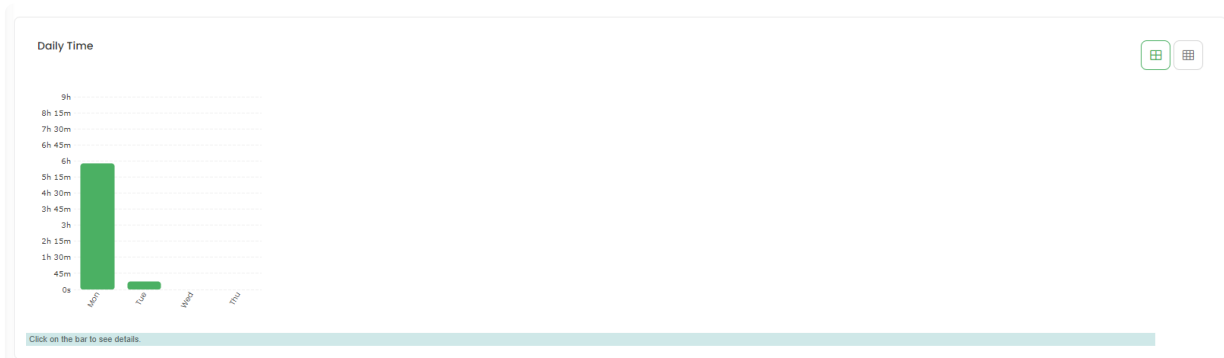 Daily Time
9h
8h 15m
7h 30m
6h 45m
6h
5h 15m
4h 30m
3h 45m
3h
2h 15m
1h 30m
45m
0s
Mon
Tue
Wed
Thu
Click on the bar to see details.